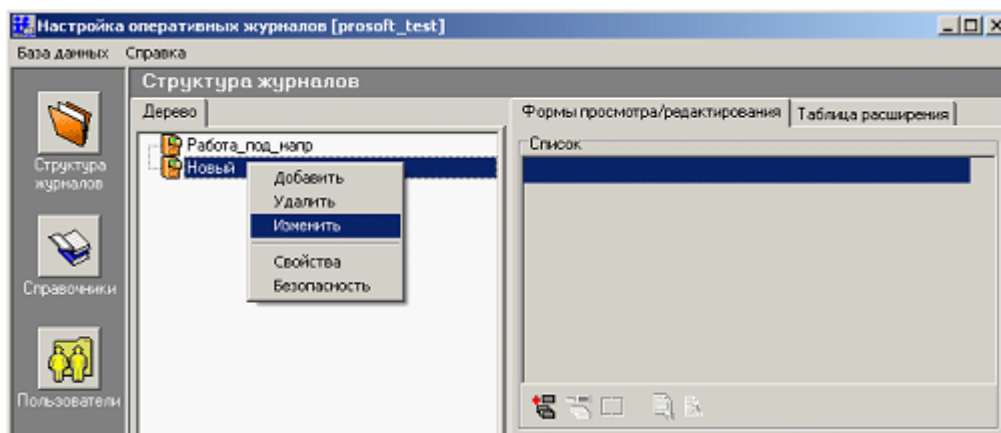 Настройка оперативных журналов [prosoft_test]
База данных Справка
Структура журналов
Дерево
Формы просмотра/редактирования Таблица расширения
Список
Работа_под_напр
Новый
Добавить
Удалить
Изменить
Свойства
Безопасность
Структура
журналов
Справочники
Пользователи